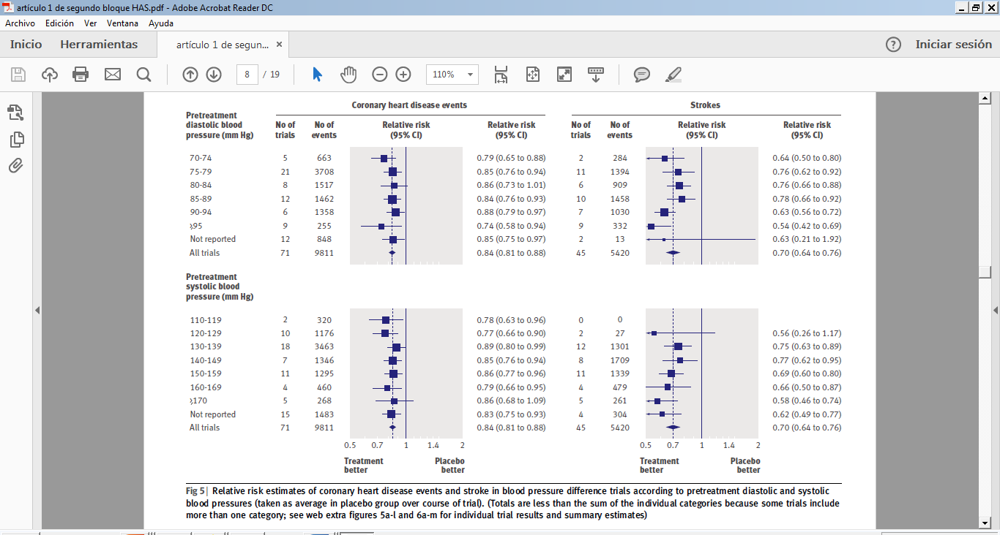 artículo 1 de segundo bloque HAS.pdf - Adobe Acrobat Reader DC
Archivo Edición Ver Ventana Ayuda
Inicio Herramientas artículo 1 de segun... × ? Iniciar sesión
8 / 19 110%
Coronary heart disease events Strokes
Pretreatment
diastolic blood No of No of Relative risk Relative risk No of No of Relative risk Relative risk
pressure (mm Hg) trials events (95% CI) (95% CI) trials events (95% CI) (95% CI)
70-74 5 663 0.79 (0.65 to 0.88) 2 284 0.64 (0.50 to 0.80)
75-79 21 3708 0.85 (0.76 to 0.94) 11 1394 0.76 (0.62 to 0.92)
80-84 8 1517 0.86 (0.73 to 1.01) 6 909 0.76 (0.66 to 0.88)
85-89 12 1462 0.84 (0.76 to 0.93) 10 1458 0.78 (0.66 to 0.92)
90-94 6 1358 0.88 (0.79 to 0.97) 7 1030 0.63 (0.56 to 0.72)
≥95 9 255 0.74 (0.58 to 0.94) 9 332 0.54 (0.42 to 0.69)
Not reported 12 848 0.85 (0.75 to 0.97) 2 13 0.63 (0.21 to 1.92)
All trials 71 9811 0.84 (0.81 to 0.88) 45 5420 0.70 (0.64 to 0.76)
Pretreatment
systolic blood
pressure (mm Hg)
110-119 2 320 0.78 (0.63 to 0.96) 0 0
120-129 10 1176 0.77 (0.66 to 0.90) 2 27 0.56 (0.26 to 1.17)
130-139 18 3463 0.89 (0.80 to 0.99) 12 1301 0.75 (0.63 to 0.89)
140-149 7 1346 0.85 (0.76 to 0.94) 8 1709 0.77 (0.62 to 0.95)
150-159 11 1295 0.86 (0.77 to 0.96) 11 1339 0.69 (0.60 to 0.80)
160-169 4 460 0.79 (0.66 to 0.95) 4 479 0.66 (0.50 to 0.87)
≥170 5 268 0.86 (0.68 to 1.09) 5 261 0.58 (0.46 to 0.74)
Not reported 15 1483 0.83 (0.75 to 0.93) 4 304 0.62 (0.49 to 0.77)
All trials 71 9811 0.84 (0.81 to 0.88) 45 5420 0.70 (0.64 to 0.76)
0.5 0.7 1 1.4 2 0.5 0.7 1 1.4 2
Treatment Placebo Treatment Placebo
better better better better
Fig 5| Relative risk estimates of coronary heart disease events and stroke in blood pressure difference trials according to pretreatment diastolic and systolic
blood pressures (taken as average in placebo group over course of trial). (Totals are less than the sum of the individual categories because some trials include
more than one category; see web extra figures 5a-l and 6a-m for individual trial results and summary estimates)